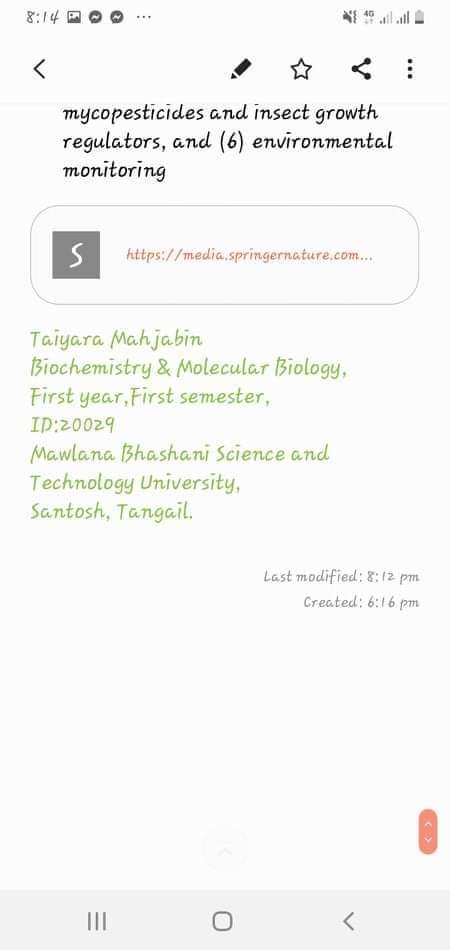 8:14
4G
mycopesticides and insect growth
regulators, and (6) environmental
monitoring
S
https://media.springernature.com...
Taiyara Mahjabin
Biochemistry & Molecular Biology,
First year,First semester,
ID:20029
Mawlana Bhashani Science and
Technology University,
Santosh, Tangail.
Last modified: 8:12 pm
Created: 6:16 pm